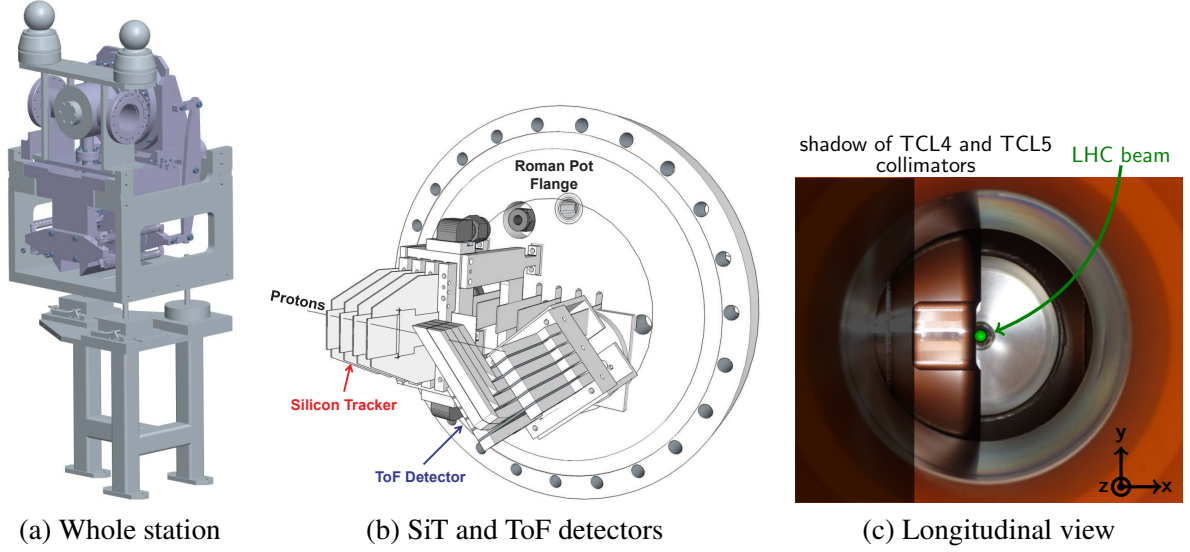 shadow of TCL4 and TCL5
collimators
LHC beam
Roman Pot
Flange
Protons
Silicon Tracker
ToF Detector
y
z
x
(a) Whole station
(b) SiT and ToF detectors
(c) Longitudinal view